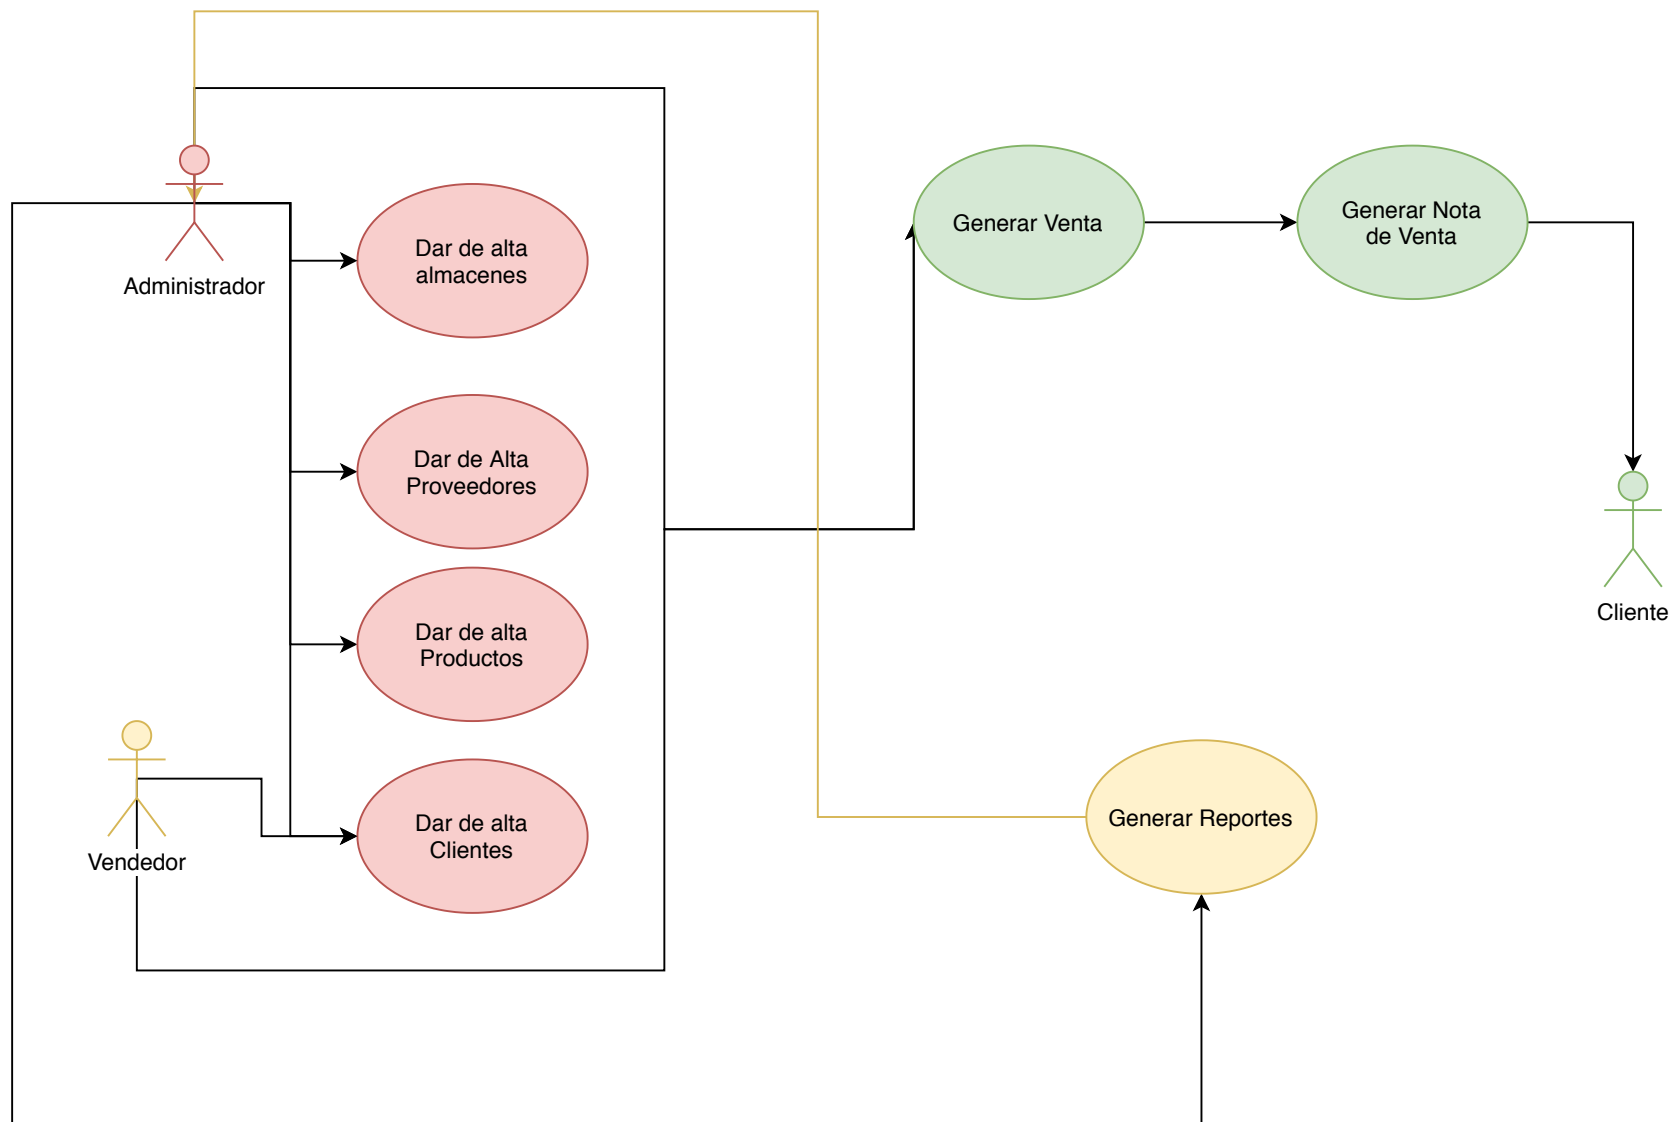 Administrador
Dar de alta
almacenes
Dar de Alta
Proveedores
Dar de alta
Productos
Dar de alta
Clientes
Vendedor
Generar Venta
Generar Nota
de Venta
Cliente
Generar Reportes